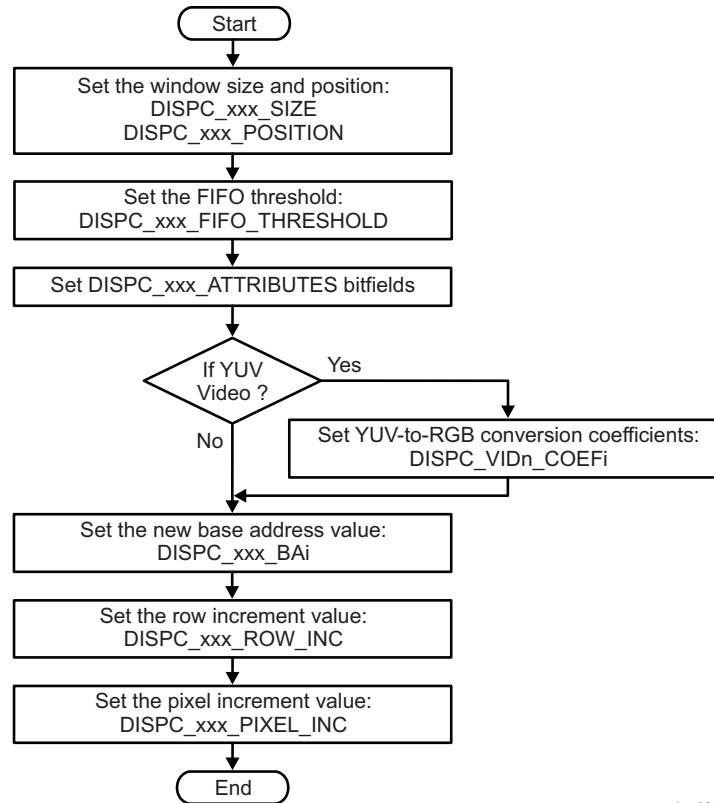 Start
Set the window size and position:
DISPC_xxx_SIZE
DISPC_xxx_POSITION
Set the FIFO threshold:
DISPC_xxx_FIFO_THRESHOLD
Set DISPC_xxx_ATTRIBUTES bitfields
If YUV
Video ?
Yes
No
Set YUV-to-RGB conversion coefficients:
DISPC_VIDn_COEFi
Set the new base address value:
DISPC_xxx_BAi
Set the row increment value:
DISPC_xxx_ROW_INC
Set the pixel increment value:
DISPC_xxx_PIXEL_INC
End